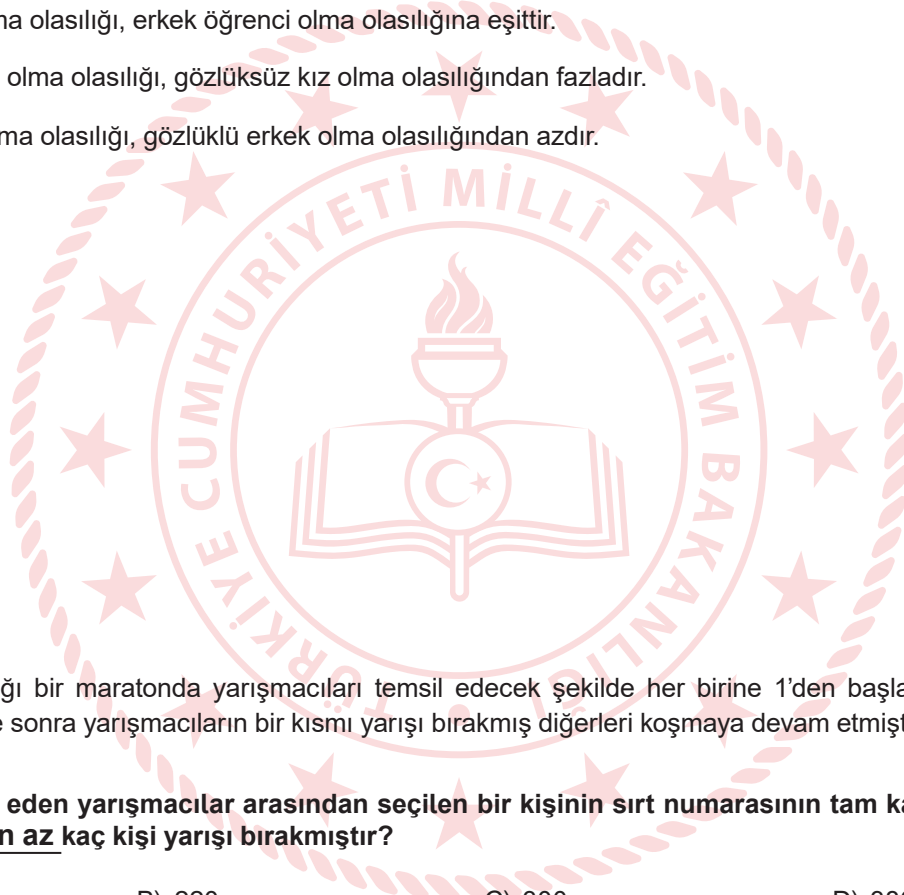 ma olasılığı, erkek öğrenci olma olasılığına eşittir.
olma olasılığı, gözlüksüz kız olma olasılığından fazladır.
ma olasılığı, gözlüklü erkek olma olasılığından azdır.
TÜRKİYE CUMHURİYETİ MİLLÎ EĞİTİM BAKANLIĞI
ğı bir maratonda yarışmacıları temsil edecek şekilde her birine 1'den başla
sonra yarışmacıların bir kısmı yarışı bırakmış diğerleri koşmaya devam etmişt
eden yarışmacılar arasından seçilen bir kişinin sırt numarasının tam ka
n az kaç kişi yarışı bırakmıştır?